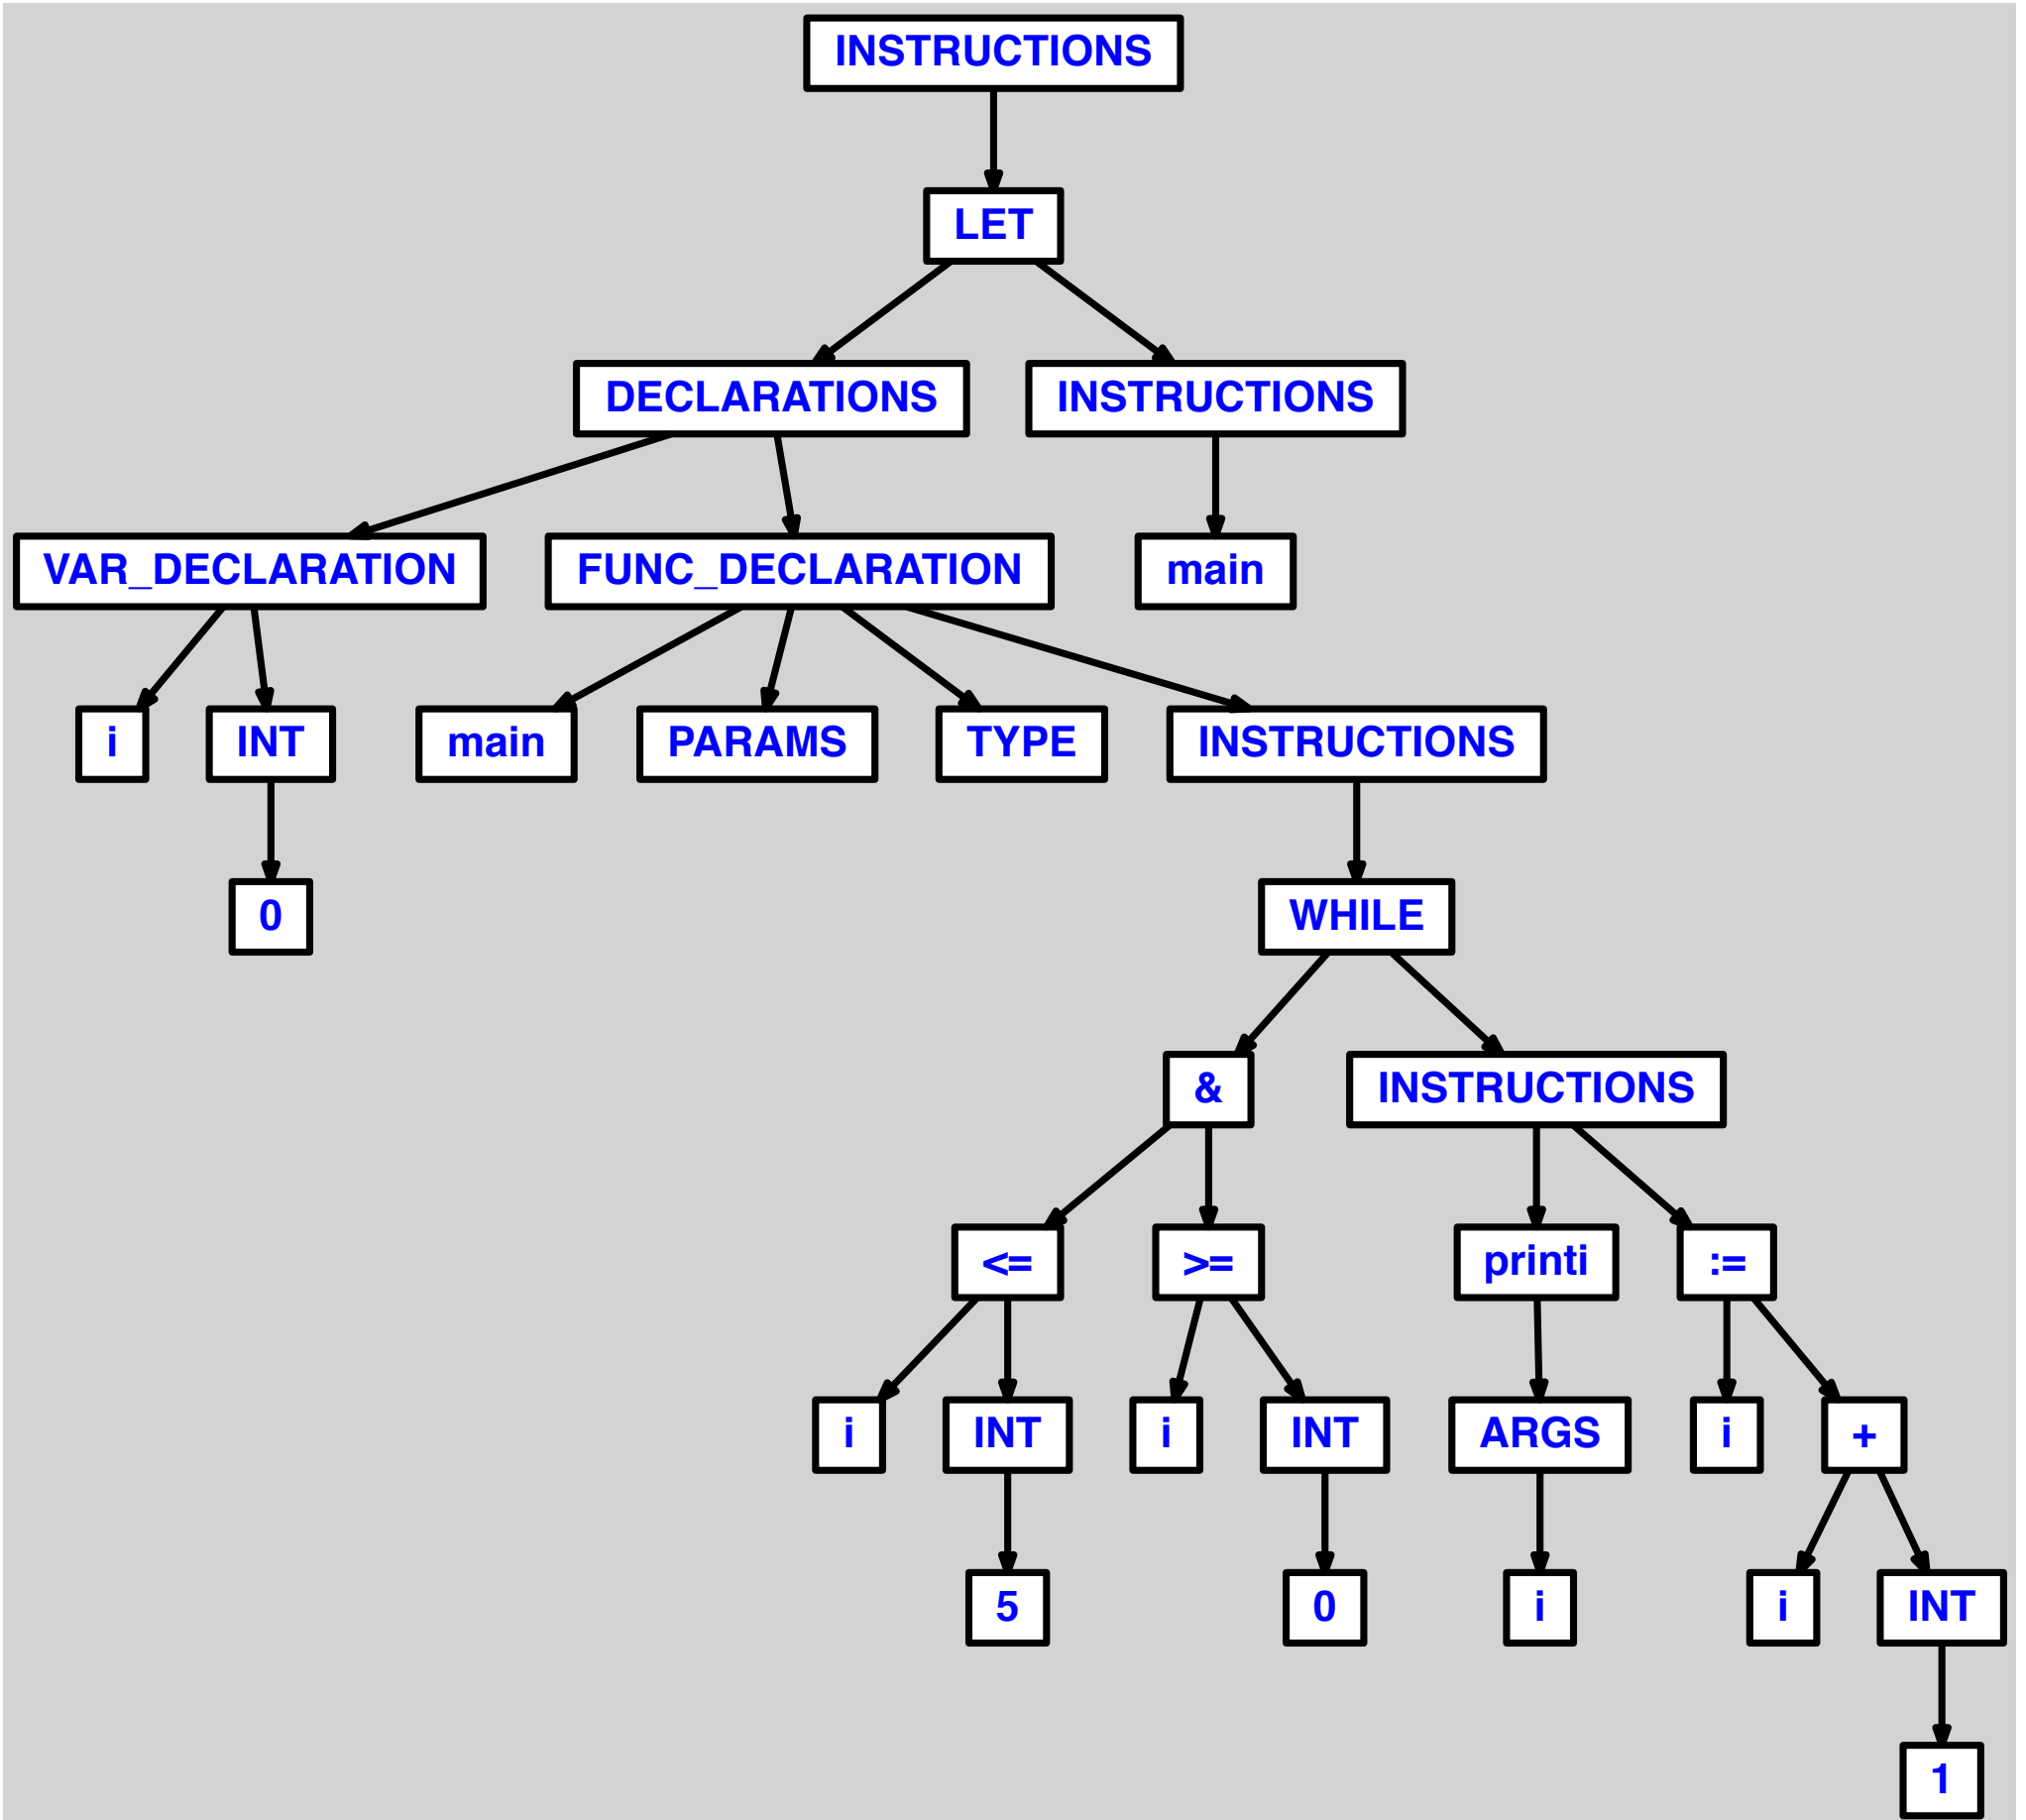 INSTRUCTIONS
LET
DECLARATIONS INSTRUCTIONS
VAR_DECLARATION FUNC_DECLARATION main
i INT main PARAMS TYPE INSTRUCTIONS
0 WHILE
& INSTRUCTIONS
<= >= printi :=
i INT i INT ARGS i +
5 0 i i INT
1